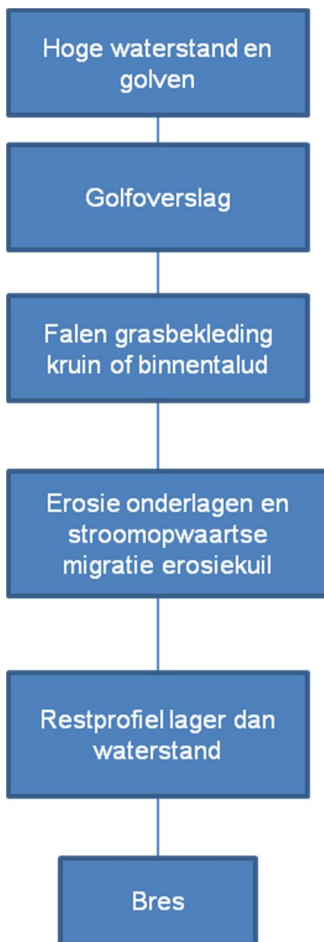 Hoge waterstand en
golven
Golfoverslag
Falen grasbekleding
kruin of binnentalud
Erosie onderlagen en
stroomopwaartse
migratie erosiekuil
Restprofiel lager dan
waterstand
Bres